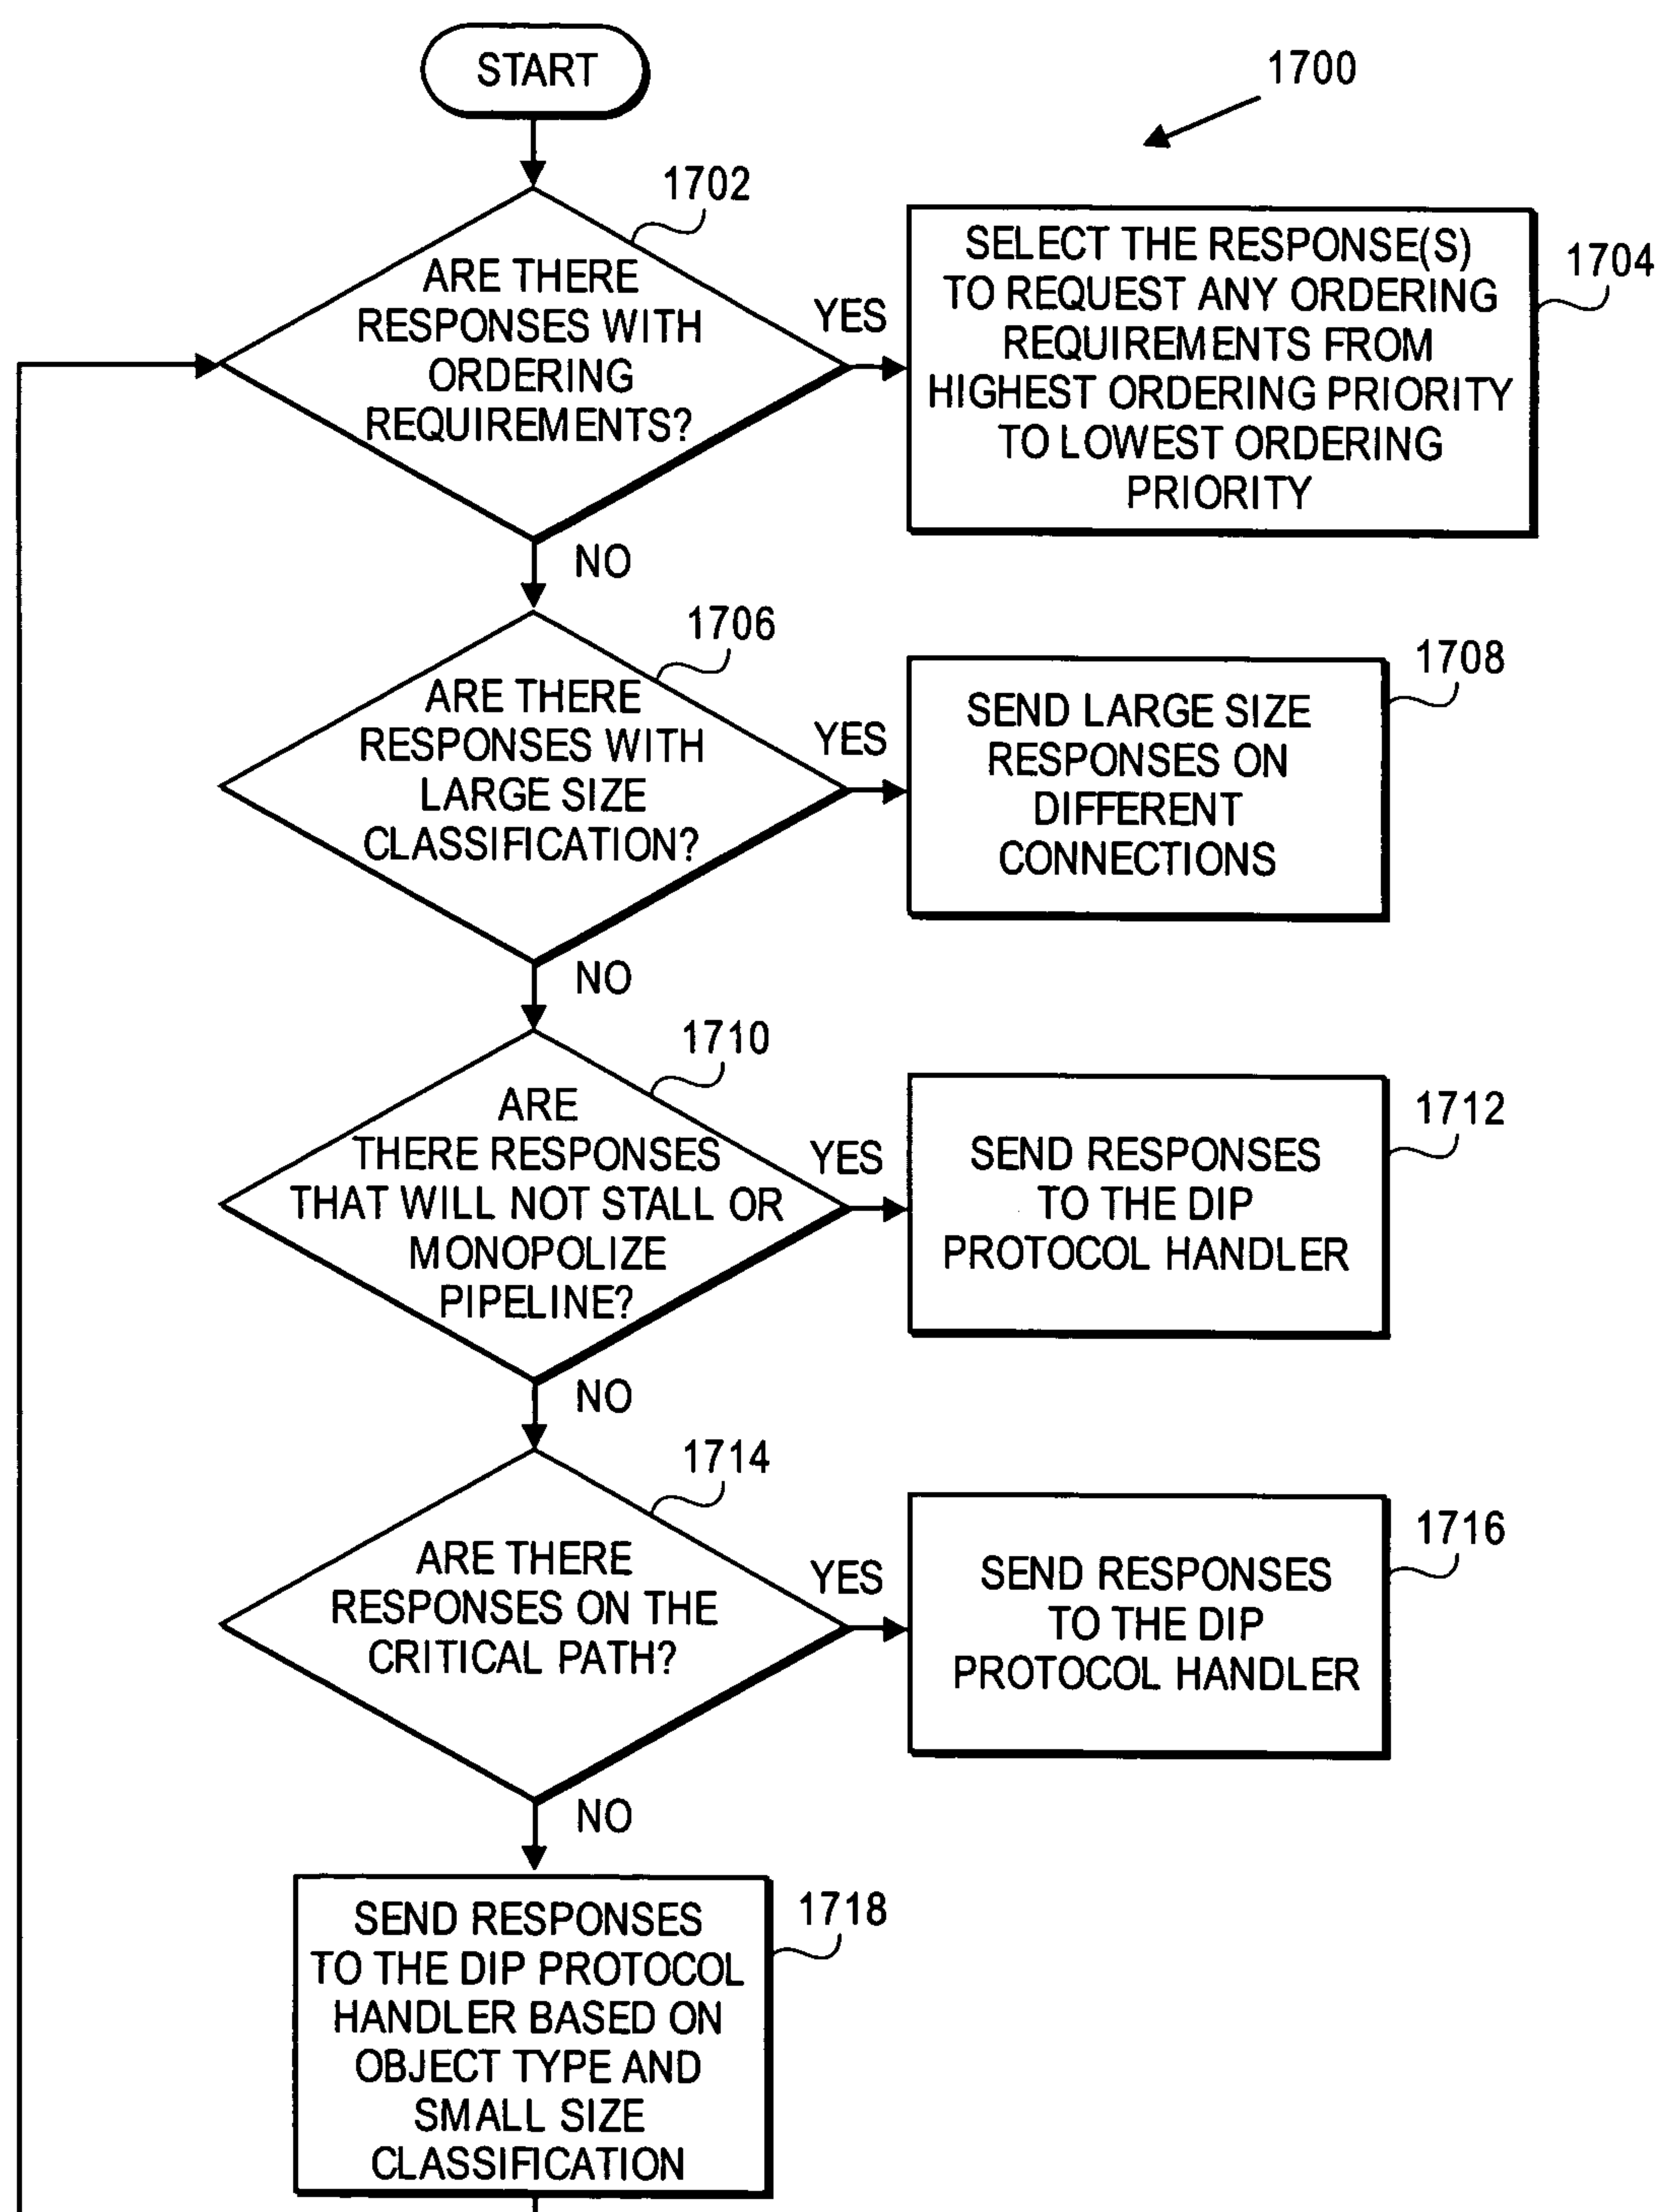 START
1700
1702
ARE THERE
RESPONSES WITH
ORDERING
REQUIREMENTS?
YES
SELECT THE RESPONSE(S)
TO REQUEST ANY ORDERING
REQUIREMENTS FROM
HIGHEST ORDERING PRIORITY
TO LOWEST ORDERING
PRIORITY
1704
NO
1706
ARE THERE
RESPONSES WITH
LARGE SIZE
CLASSIFICATION?
YES
SEND LARGE SIZE
RESPONSES ON
DIFFERENT
CONNECTIONS
1708
NO
1710
ARE
THERE RESPONSES
THAT WILL NOT STALL OR
MONOPOLIZE
PIPELINE?
YES
SEND RESPONSES
TO THE DIP
PROTOCOL HANDLER
1712
NO
1714
ARE THERE
RESPONSES ON THE
CRITICAL PATH?
YES
SEND RESPONSES
TO THE DIP
PROTOCOL HANDLER
1716
NO
SEND RESPONSES
TO THE DIP PROTOCOL
HANDLER BASED ON
OBJECT TYPE AND
SMALL SIZE
CLASSIFICATION
1718